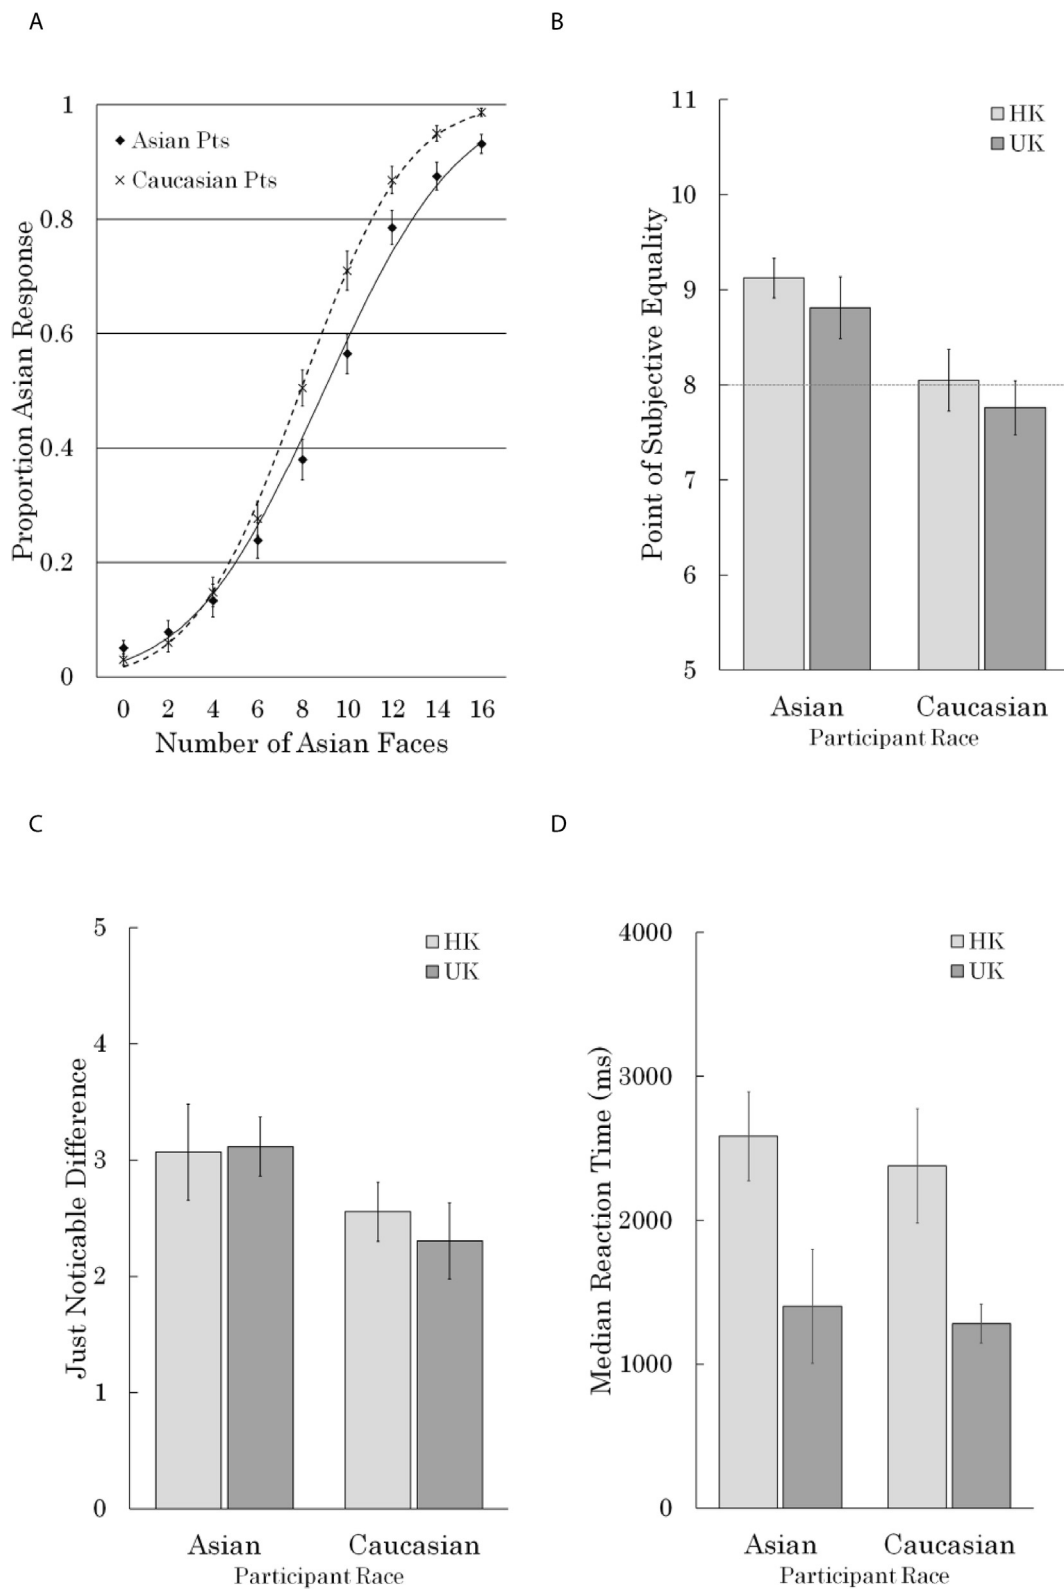 A
B
1
Asian Pts
Caucasian Pts
0.8
0.6
0.4
0.2
0
Proportion Asian Response
0 2 4 6 8 10 12 14 16
Number of Asian Faces
11
10
9
8
7
6
5
Point of Subjective Equality
HK
UK
Asian Caucasian
Participant Race
C
D
5
4
3
2
1
0
Just Noticable Difference
HK
UK
Asian Caucasian
Participant Race
4000
3000
2000
1000
0
Median Reaction Time (ms)
HK
UK
Asian Caucasian
Participant Race